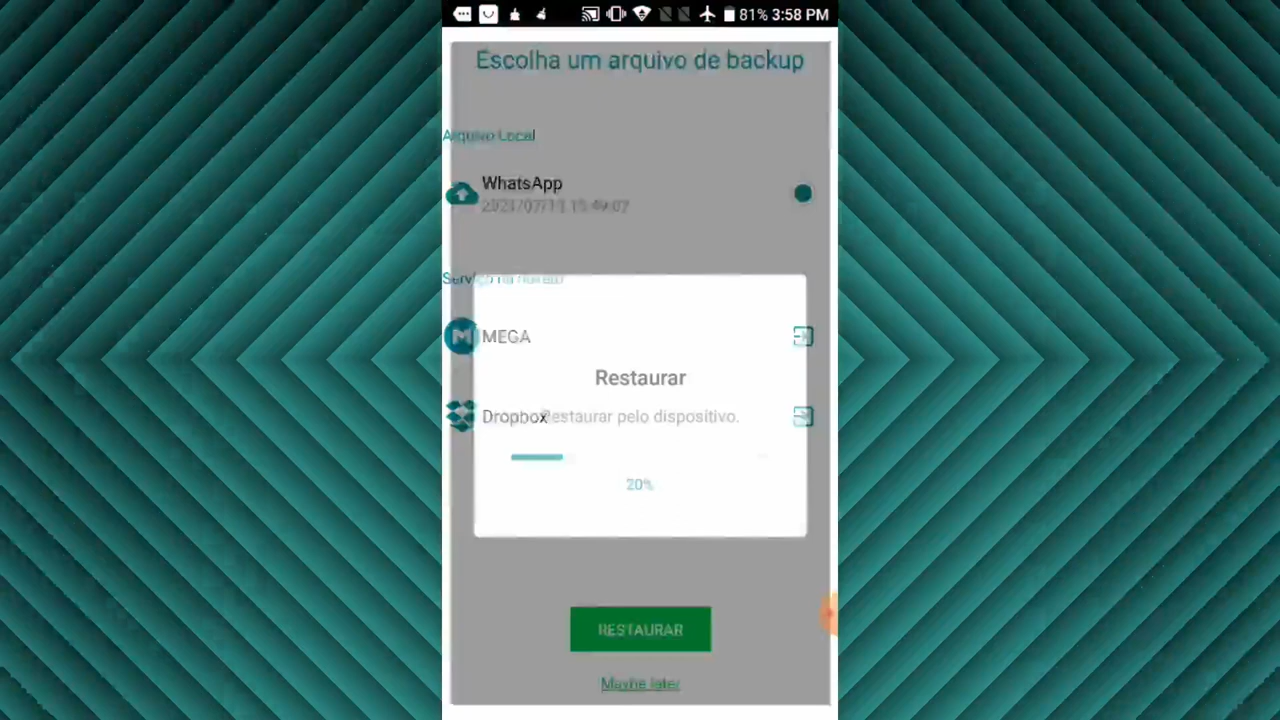 81% 3:58 PM
Escolha um arquivo de backup
Arquivo Local
WhatsApp
MEGA
Restaurar
Dropbox
Restaurar pelo dispositivo.
20%
RESTAURAR
Maybe later